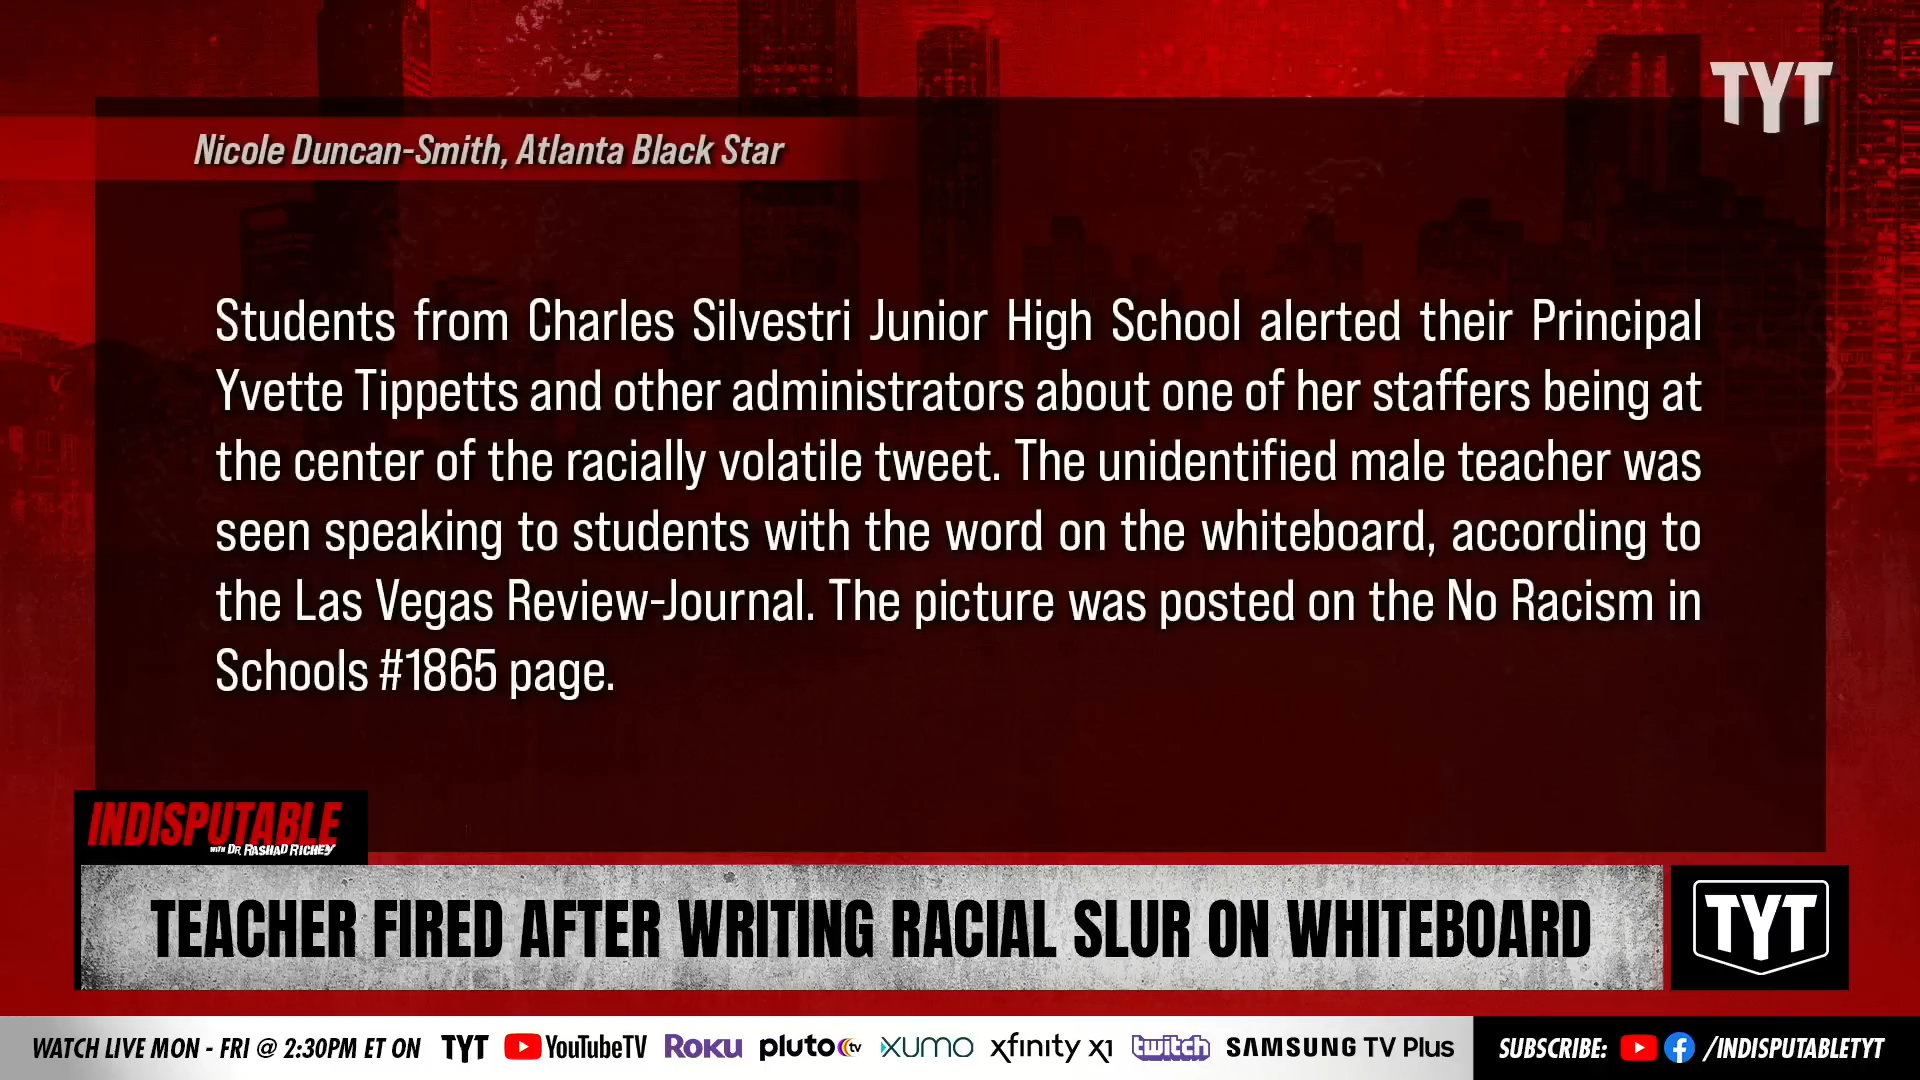 TYT
Nicole Duncan-Smith, Atlanta Black Star
Students from Charles Silvestri Junior High School alerted their Principal
Yvette Tippetts and other administrators about one of her staffers being at
the center of the racially volatile tweet. The unidentified male teacher was
seen speaking to students with the word on the whiteboard, according to
the Las Vegas Review-Journal. The picture was posted on the No Racism in
Schools #1865 page.
INDISPUTABLE
WITH DR RASHAD RICHEY
TEACHER FIRED AFTER WRITING RACIAL SLUR ON WHITEBOARD
TYT
WATCH LIVE MON - FRI @ 2:30PM ET ON TYT YouTubeTV ROKU pluto tv xumo xfinity x1 twitch SAMSUNG TV Plus SUBSCRIBE: /INDISPUTABLETYT